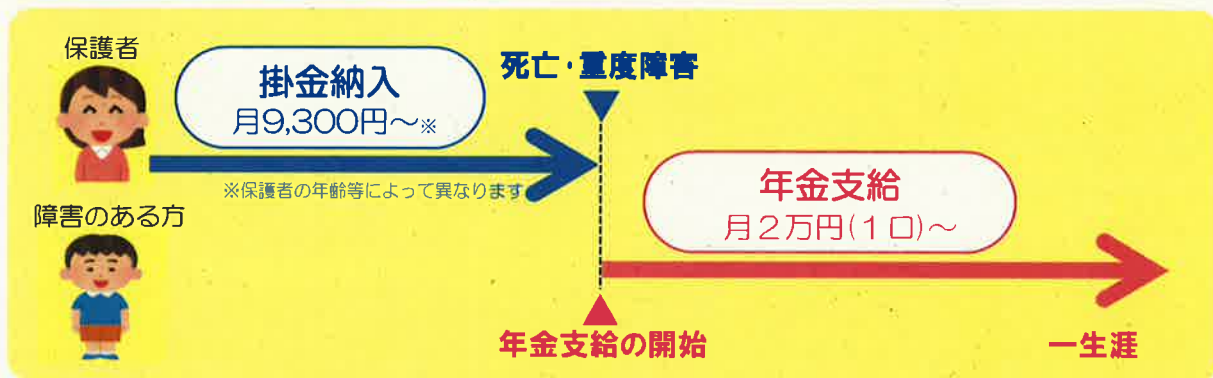 保護者
掛金納入
月9,300円～※
死亡・重度障害
※保護者の年齢等によって異なります
年金支給
月2万円(1口)～
障害のある方
年金支給の開始
一生涯